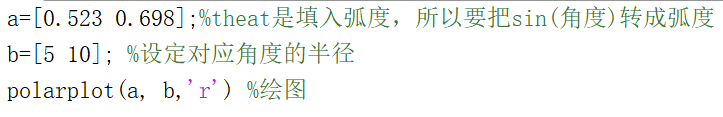 a=[0.523 0.698];%theat是填入弧度，所以要把sin(角度)转成弧度
b=[5 10]; %设定对应角度的半径
polarplot(a, b,'r') %绘图